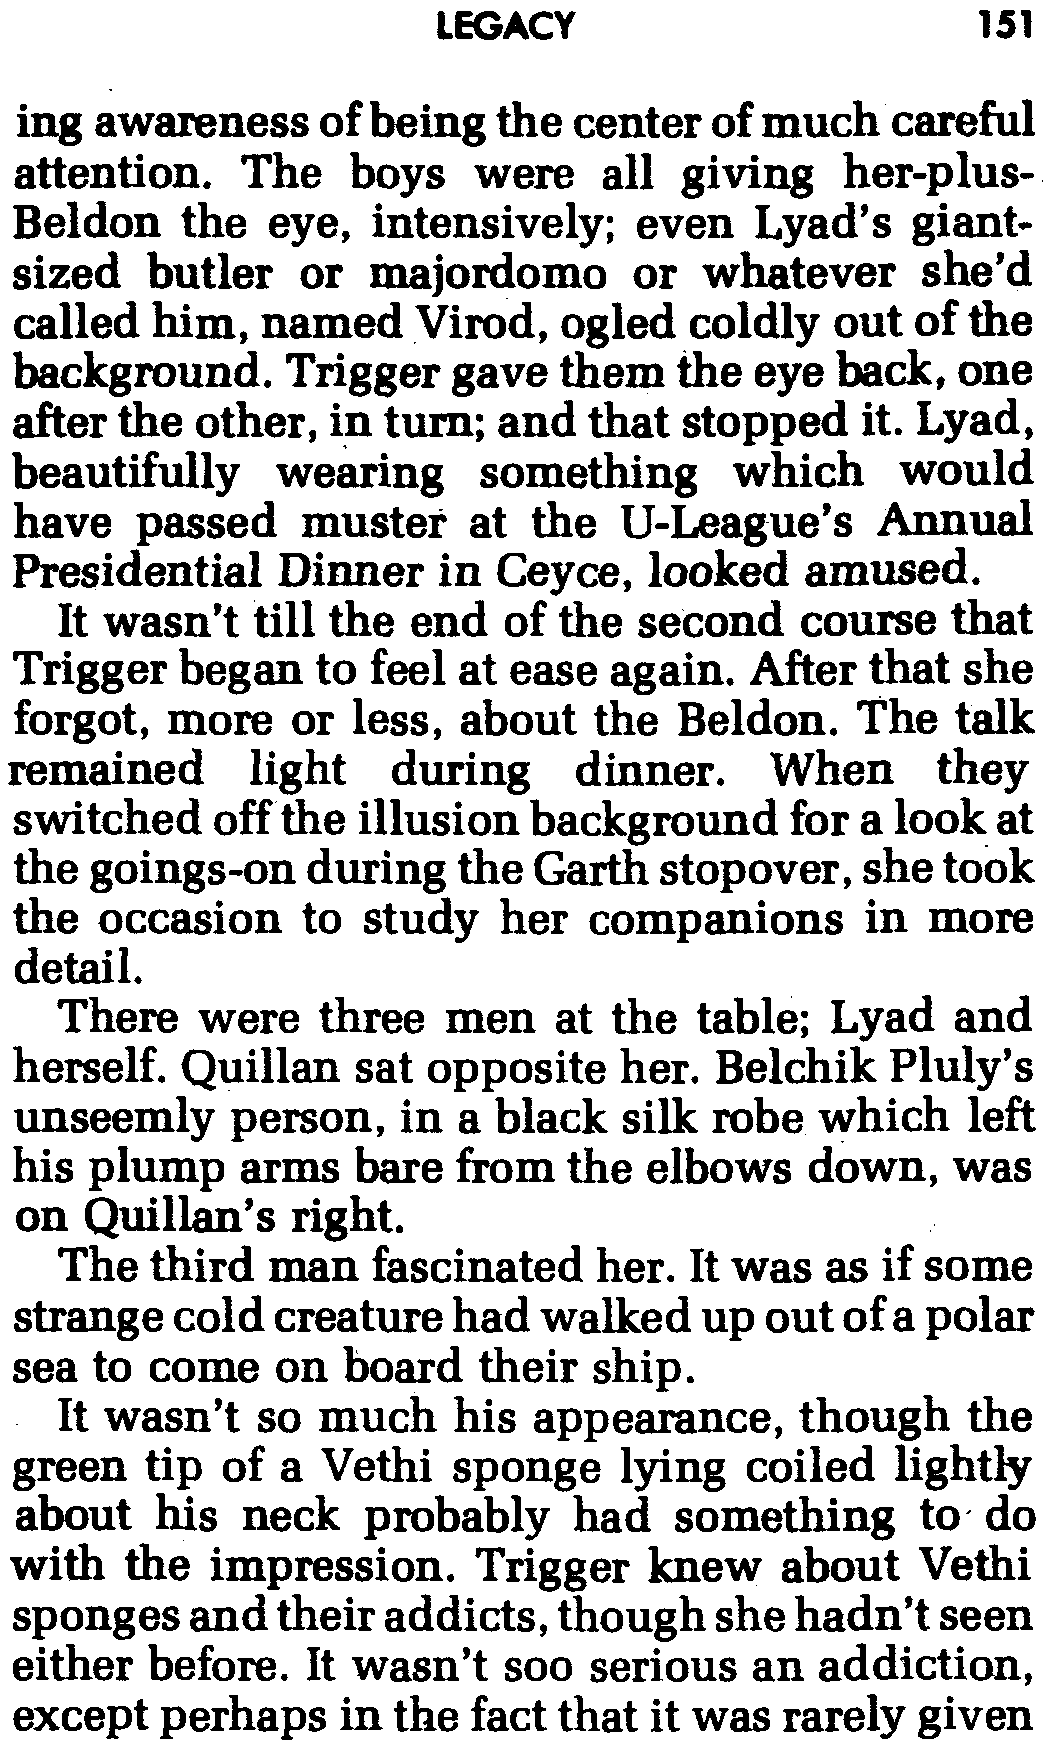 LEGACY 151
ing awareness of being the center of much careful
attention. The boys were all giving her-plus-
Beldon the eye, intensively; even Lyad's giant-
sized butler or majordomo or whatever she'd
called him, named Virod, ogled coldly out of the
background. Trigger gave them the eye back, one
after the other, in turn; and that stopped it. Lyad,
beautifully wearing something which would
have passed muster at the U-League's Annual
Presidential Dinner in Ceyce, looked amused.
It wasn't till the end of the second course that
Trigger began to feel at ease again. After that she
forgot, more or less, about the Beldon. The talk
remained light during dinner. When they
switched off the illusion background for a look at
the goings-on during the Garth stopover, she took
the occasion to study her companions in more
detail.
There were three men at the table; Lyad and
herself. Quillan sat opposite her. Belchik Pluly's
unseemly person, in a black silk robe which left
his plump arms bare from the elbows down, was
on Quillan's right.
The third man fascinated her. It was as if some
strange cold creature had walked up out of a polar
sea to come on board their ship.
It wasn't so much his appearance, though the
green tip of a Vethi sponge lying coiled lightly
about his neck probably had something to do
with the impression. Trigger knew about Vethi
sponges and their addicts, though she hadn't seen
either before. It wasn't soo serious an addiction,
except perhaps in the fact that it was rarely given